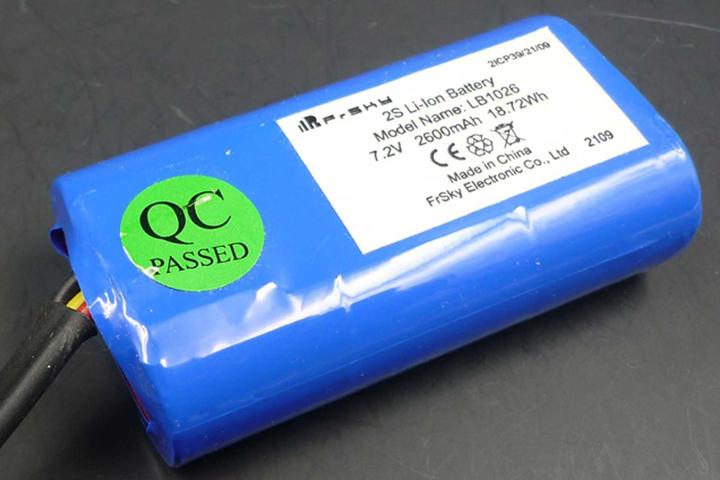 FrSky
2ICP39/21/09
2S Li-Ion Battery
Model Name: LB1026
7.2V 2600mAh 18.72Wh
CE
Made in China
FrSky Electronic Co., Ltd 2109
QC
PASSED